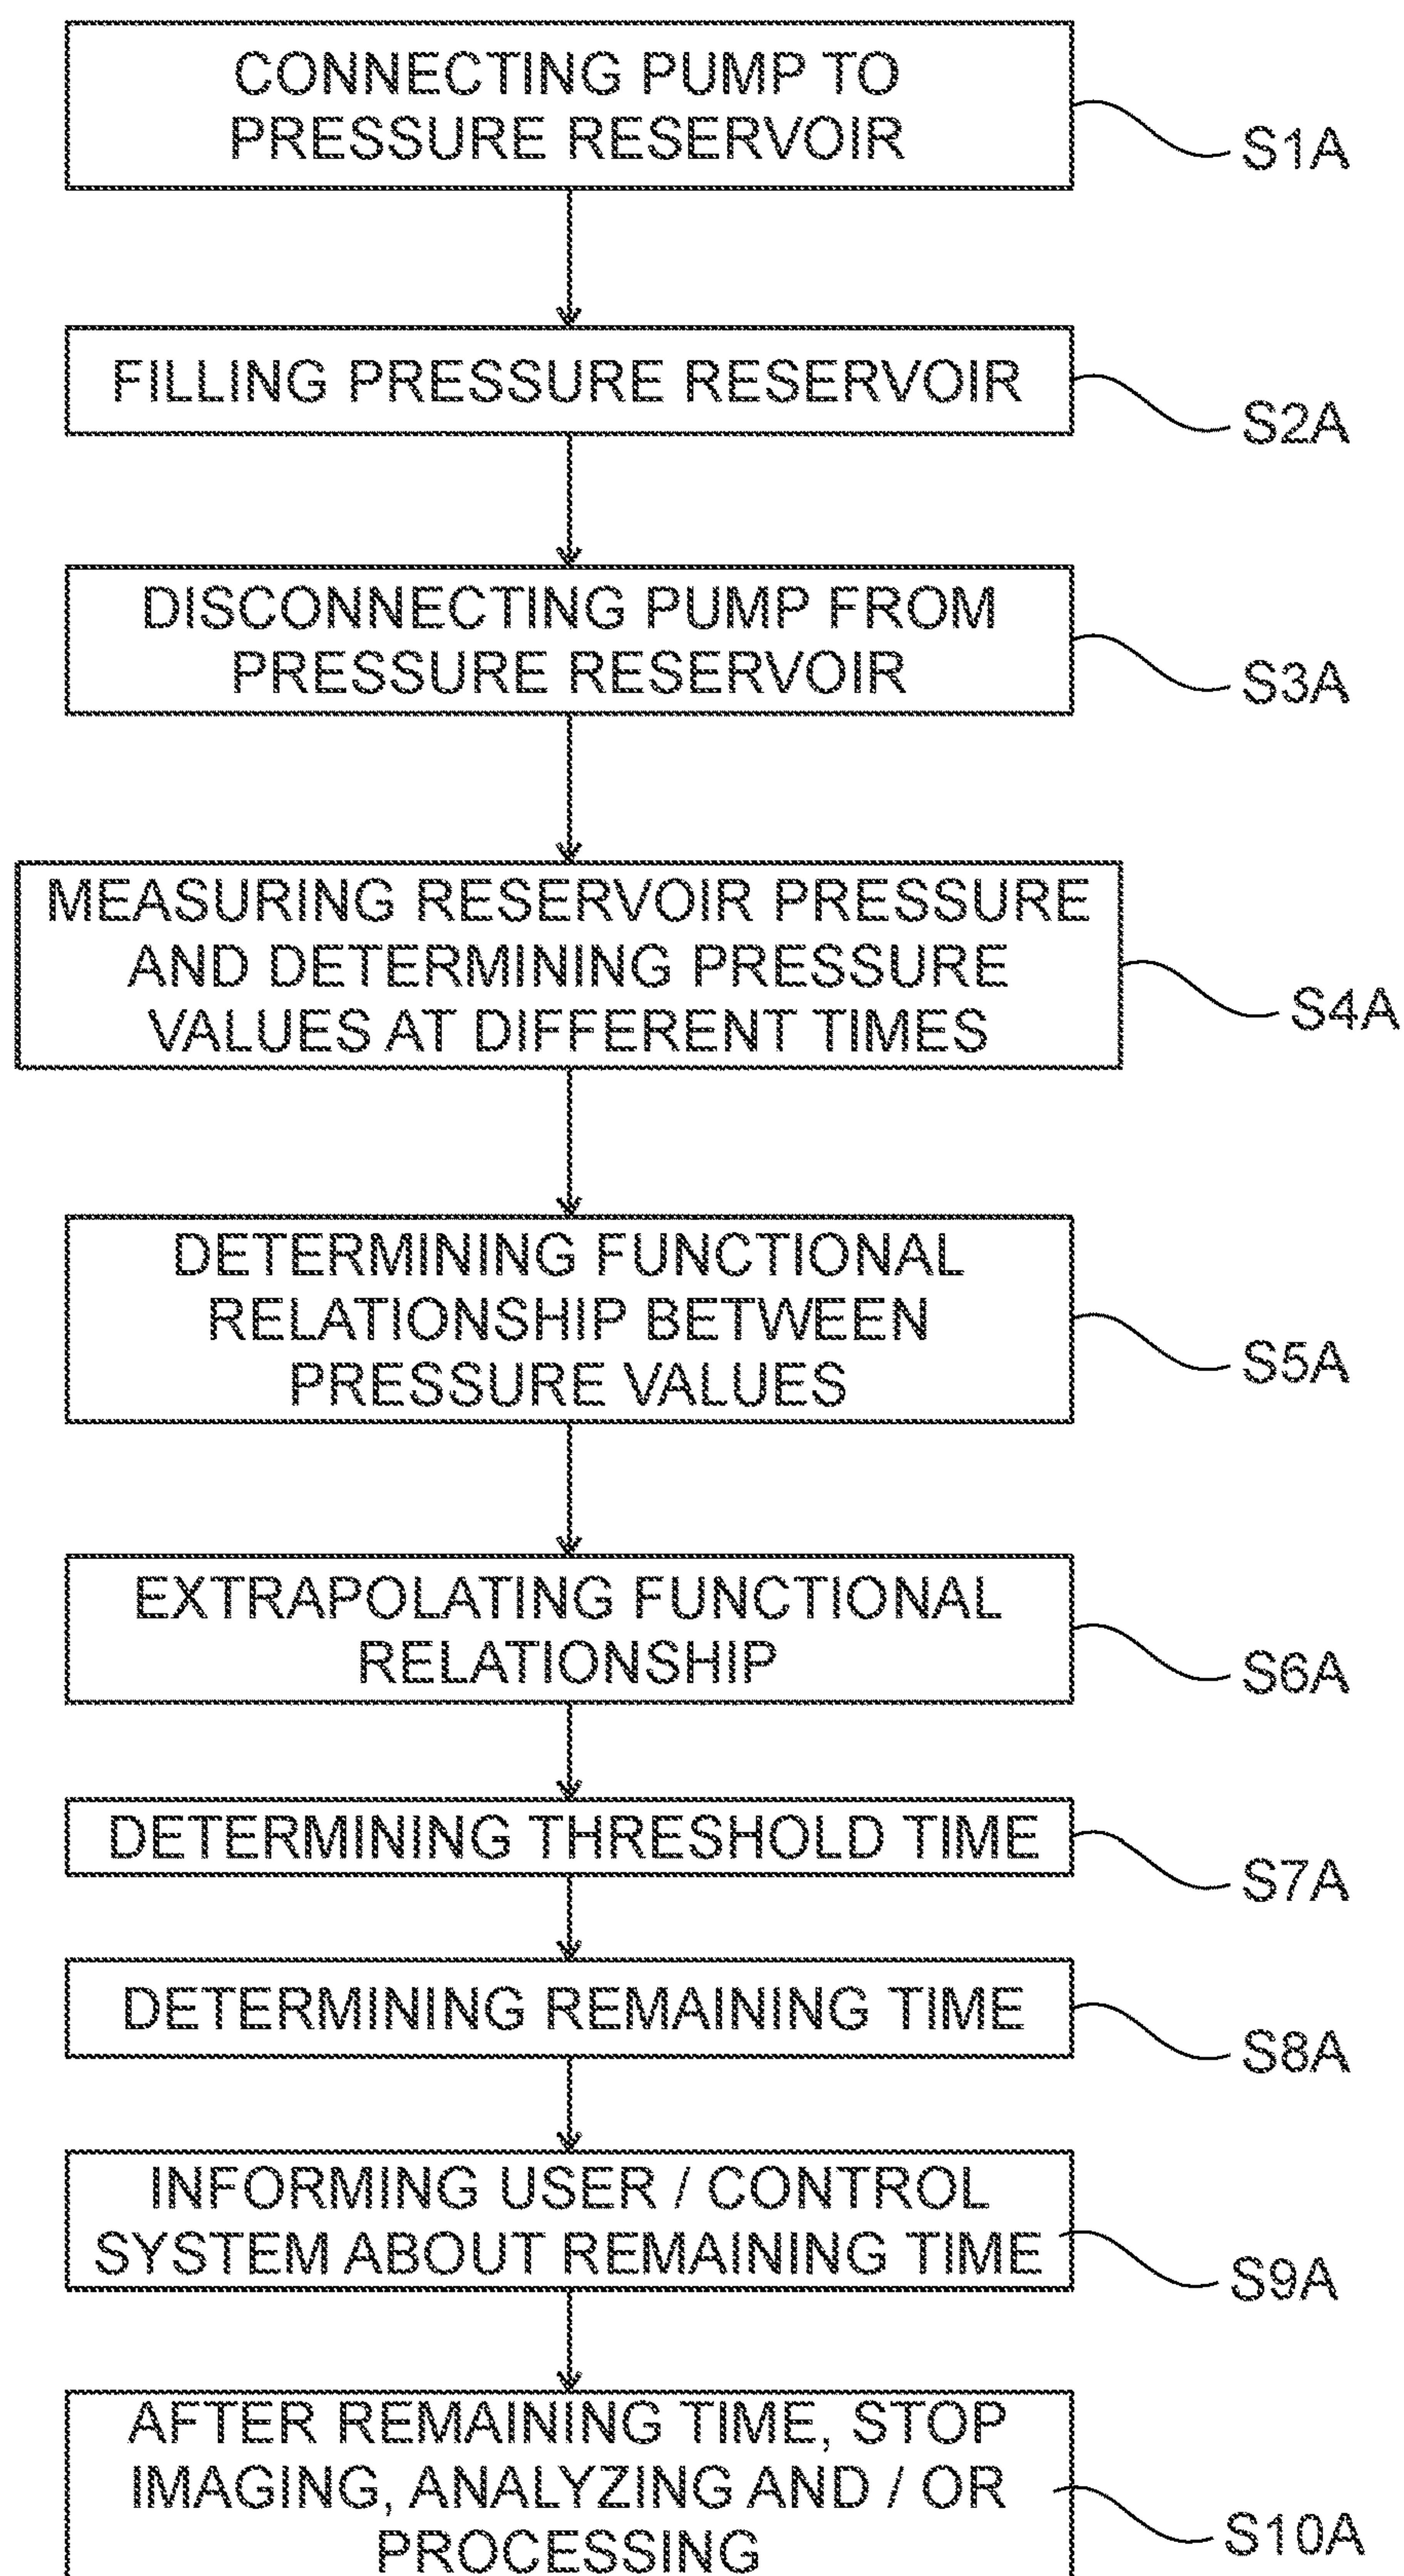 CONNECTING PUMP TO
PRESSURE RESERVOIR
S1A
FILLING PRESSURE RESERVOIR
S2A
DISCONNECTING PUMP FROM
PRESSURE RESERVOIR
S3A
MEASURING RESERVOIR PRESSURE
AND DETERMINING PRESSURE
VALUES AT DIFFERENT TIMES
S4A
DETERMINING FUNCTIONAL
RELATIONSHIP BETWEEN
PRESSURE VALUES
S5A
EXTRAPOLATING FUNCTIONAL
RELATIONSHIP
S6A
DETERMINING THRESHOLD TIME
S7A
DETERMINING REMAINING TIME
S8A
INFORMING USER / CONTROL
SYSTEM ABOUT REMAINING TIME
S9A
AFTER REMAINING TIME, STOP
IMAGING, ANALYZING AND / OR
PROCESSING
S10A